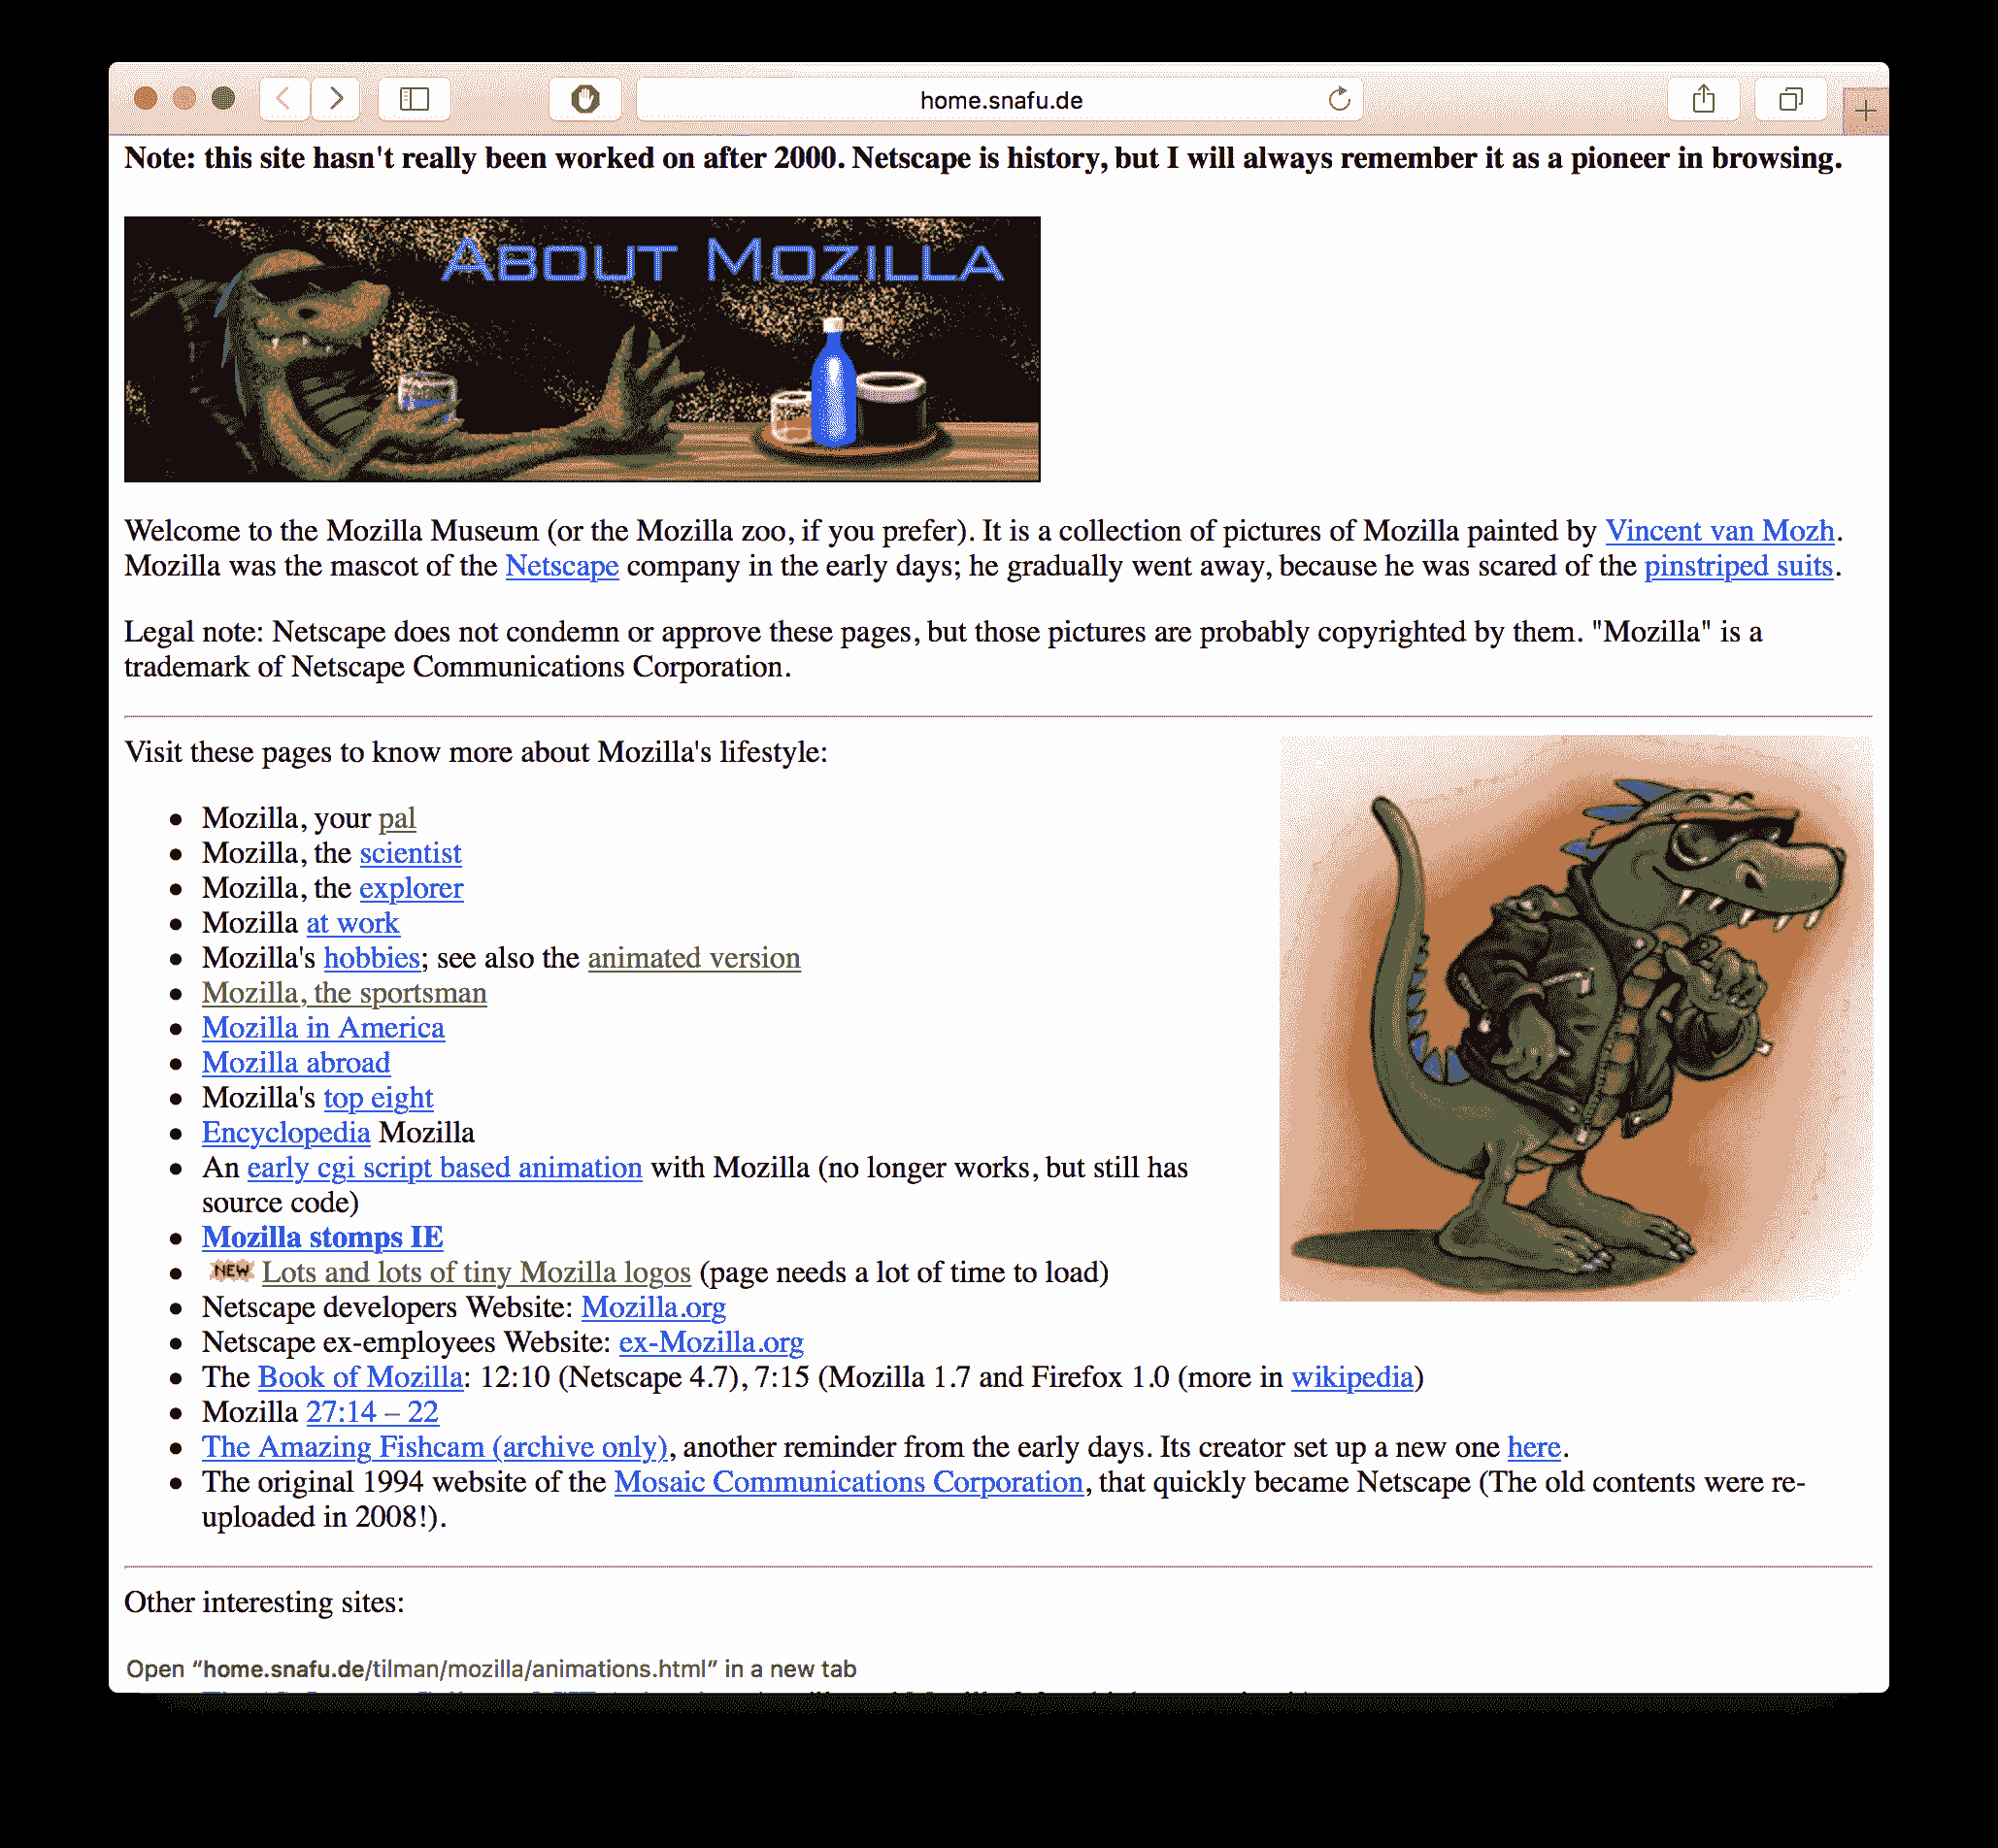 home.snafu.de
Note: this site hasn't really been worked on after 2000. Netscape is history, but I will always remember it as a pioneer in browsing.
About Mozilla
Welcome to the Mozilla Museum (or the Mozilla zoo, if you prefer). It is a collection of pictures of Mozilla painted by Vincent van Mozh.
Mozilla was the mascot of the Netscape company in the early days; he gradually went away, because he was scared of the pinstriped suits.
Legal note: Netscape does not condemn or approve these pages, but those pictures are probably copyrighted by them. "Mozilla" is a
trademark of Netscape Communications Corporation.
Visit these pages to know more about Mozilla's lifestyle:
Mozilla, your pal
Mozilla, the scientist
Mozilla, the explorer
Mozilla at work
Mozilla's hobbies; see also the animated version
Mozilla, the sportsman
Mozilla in America
Mozilla abroad
Mozilla's top eight
Encyclopedia Mozilla
An early cgi script based animation with Mozilla (no longer works, but still has
source code)
Mozilla stomps IE
NEW Lots and lots of tiny Mozilla logos (page needs a lot of time to load)
Netscape developers Website: Mozilla.org
Netscape ex-employees Website: ex-Mozilla.org
The Book of Mozilla: 12:10 (Netscape 4.7), 7:15 (Mozilla 1.7 and Firefox 1.0 (more in wikipedia)
Mozilla 27:14 – 22
The Amazing Fishcam (archive only), another reminder from the early days. Its creator set up a new one here.
The original 1994 website of the Mosaic Communications Corporation, that quickly became Netscape (The old contents were re-
uploaded in 2008!).
Other interesting sites:
Open “home.snafu.de/tilman/mozilla/animations.html” in a new tab